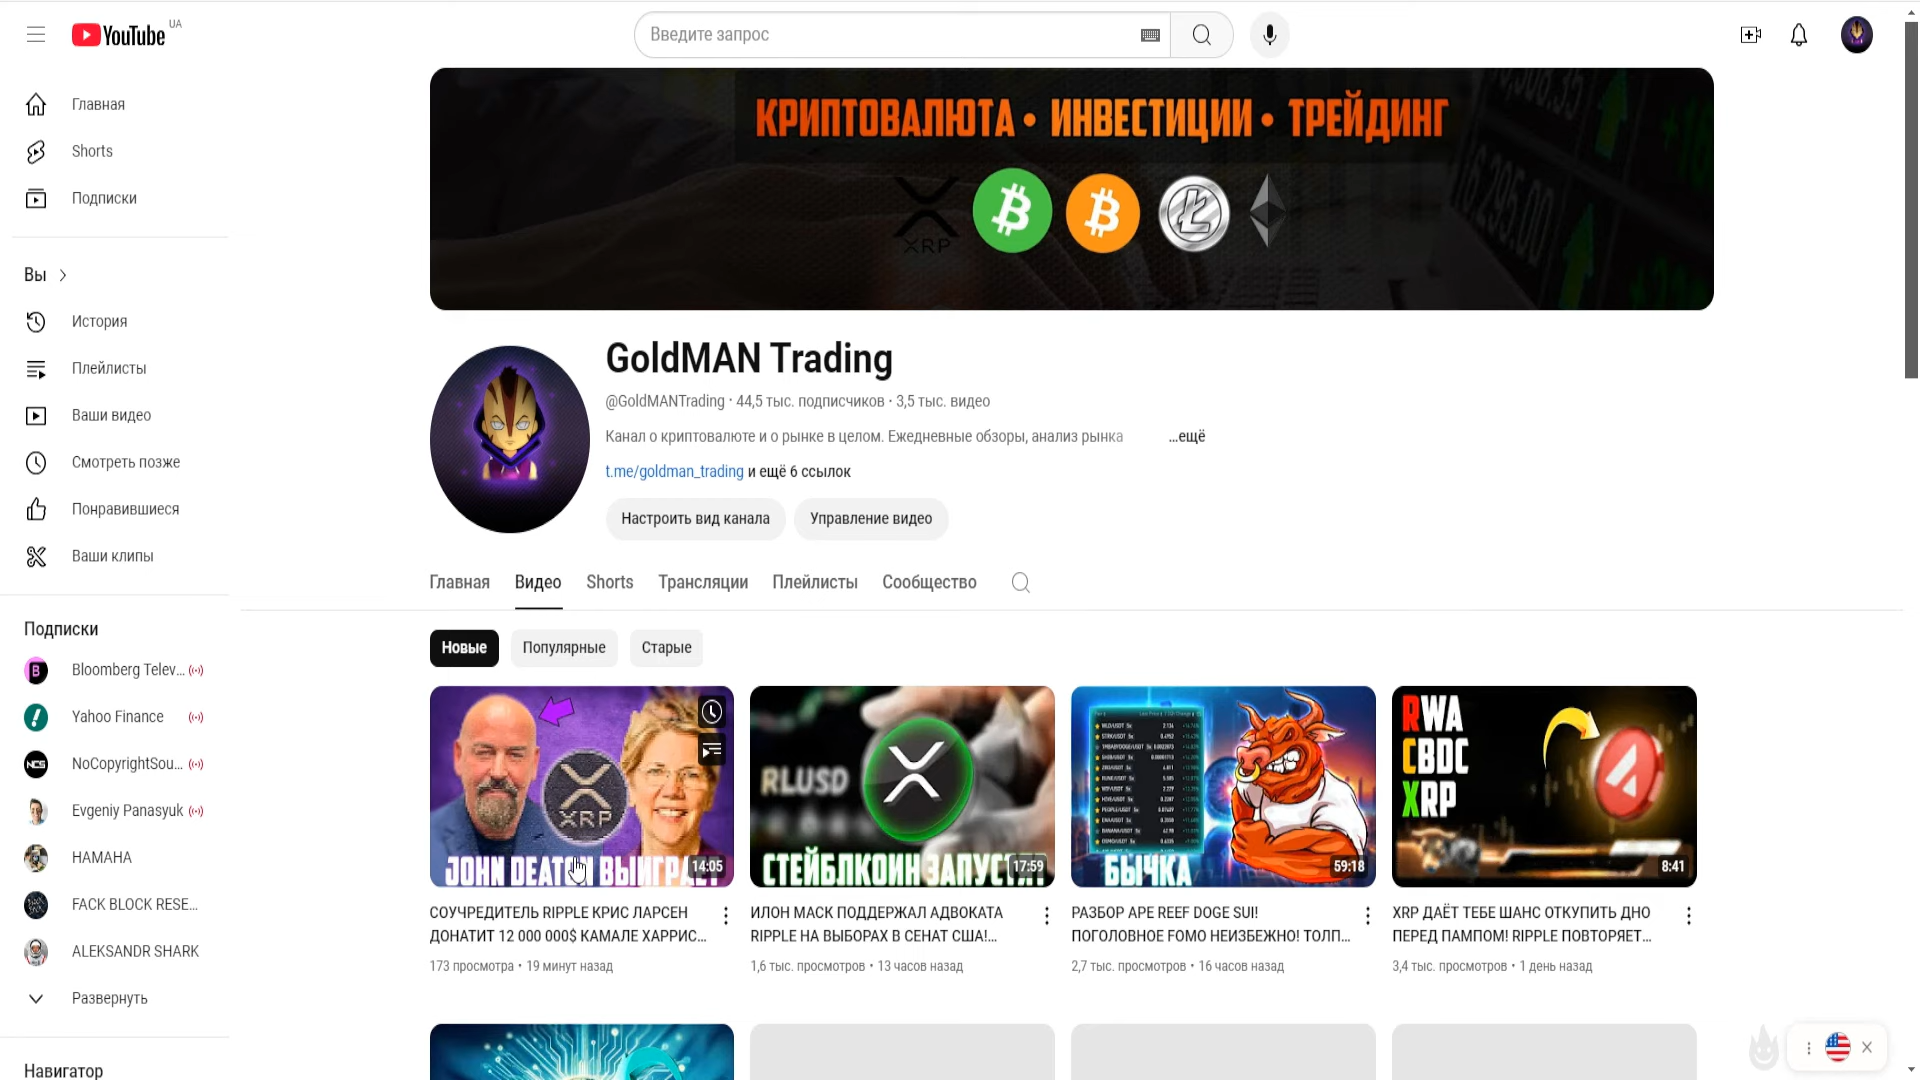 YouTube UA
Введите запрос
Главная
Shorts
Подписки
Вы
История
Плейлисты
Ваши видео
Смотреть позже
Понравившиеся
Ваши клипы
Подписки
Bloomberg Telev...
Yahoo Finance
NoCopyrightSou...
Evgeniy Panasyuk
HAMAHA
FACK BLOCK RESE...
ALEKSANDR SHARK
Развернуть
Навигатор
КРИПТОВАЛЮТА • ИНВЕСТИЦИИ • ТРЕЙДИНГ
XRP
GoldMAN Trading
@GoldMANTrading · 44,5 тыс. подписчиков · 3,5 тыс. видео
Канал о криптовалюте и о рынке в целом. Ежедневные обзоры, анализ рынка ...ещё
t.me/goldman_trading и ещё 6 ссылок
Настроить вид канала
Управление видео
Главная Видео Shorts Трансляции Плейлисты Сообщество
Новые Популярные Старые
XRP
JOHN DEATON ВЫИГРАЕТ
14:05
СОУЧРЕДИТЕЛЬ RIPPLE КРИС ЛАРСЕН
ДОНАТИТ 12 000 000$ КАМАЛЕ ХАРРИС...
173 просмотра • 19 минут назад
RLUSD
СТЕЙБЛКОИН ЗАПУСТ
17:59
ИЛОН МАСК ПОДДЕРЖАЛ АДВОКАТА
RIPPLE НА ВЫБОРАХ В СЕНАТ США!...
1,6 тыс. просмотров • 13 часов назад
БЫЧКА
59:18
РАЗБОР APE REEF DOGE SUI!
ПОГОЛОВНОЕ FOMO НЕИЗБЕЖНО! ТОЛП...
2,7 тыс. просмотров • 16 часов назад
RWA
CBDC
XRP
8:41
XRP ДАЁТ ТЕБЕ ШАНС ОТКУПИТЬ ДНО
ПЕРЕД ПАМПОМ! RIPPLE ПОВТОРЯЕТ...
3,4 тыс. просмотров • 1 день назад